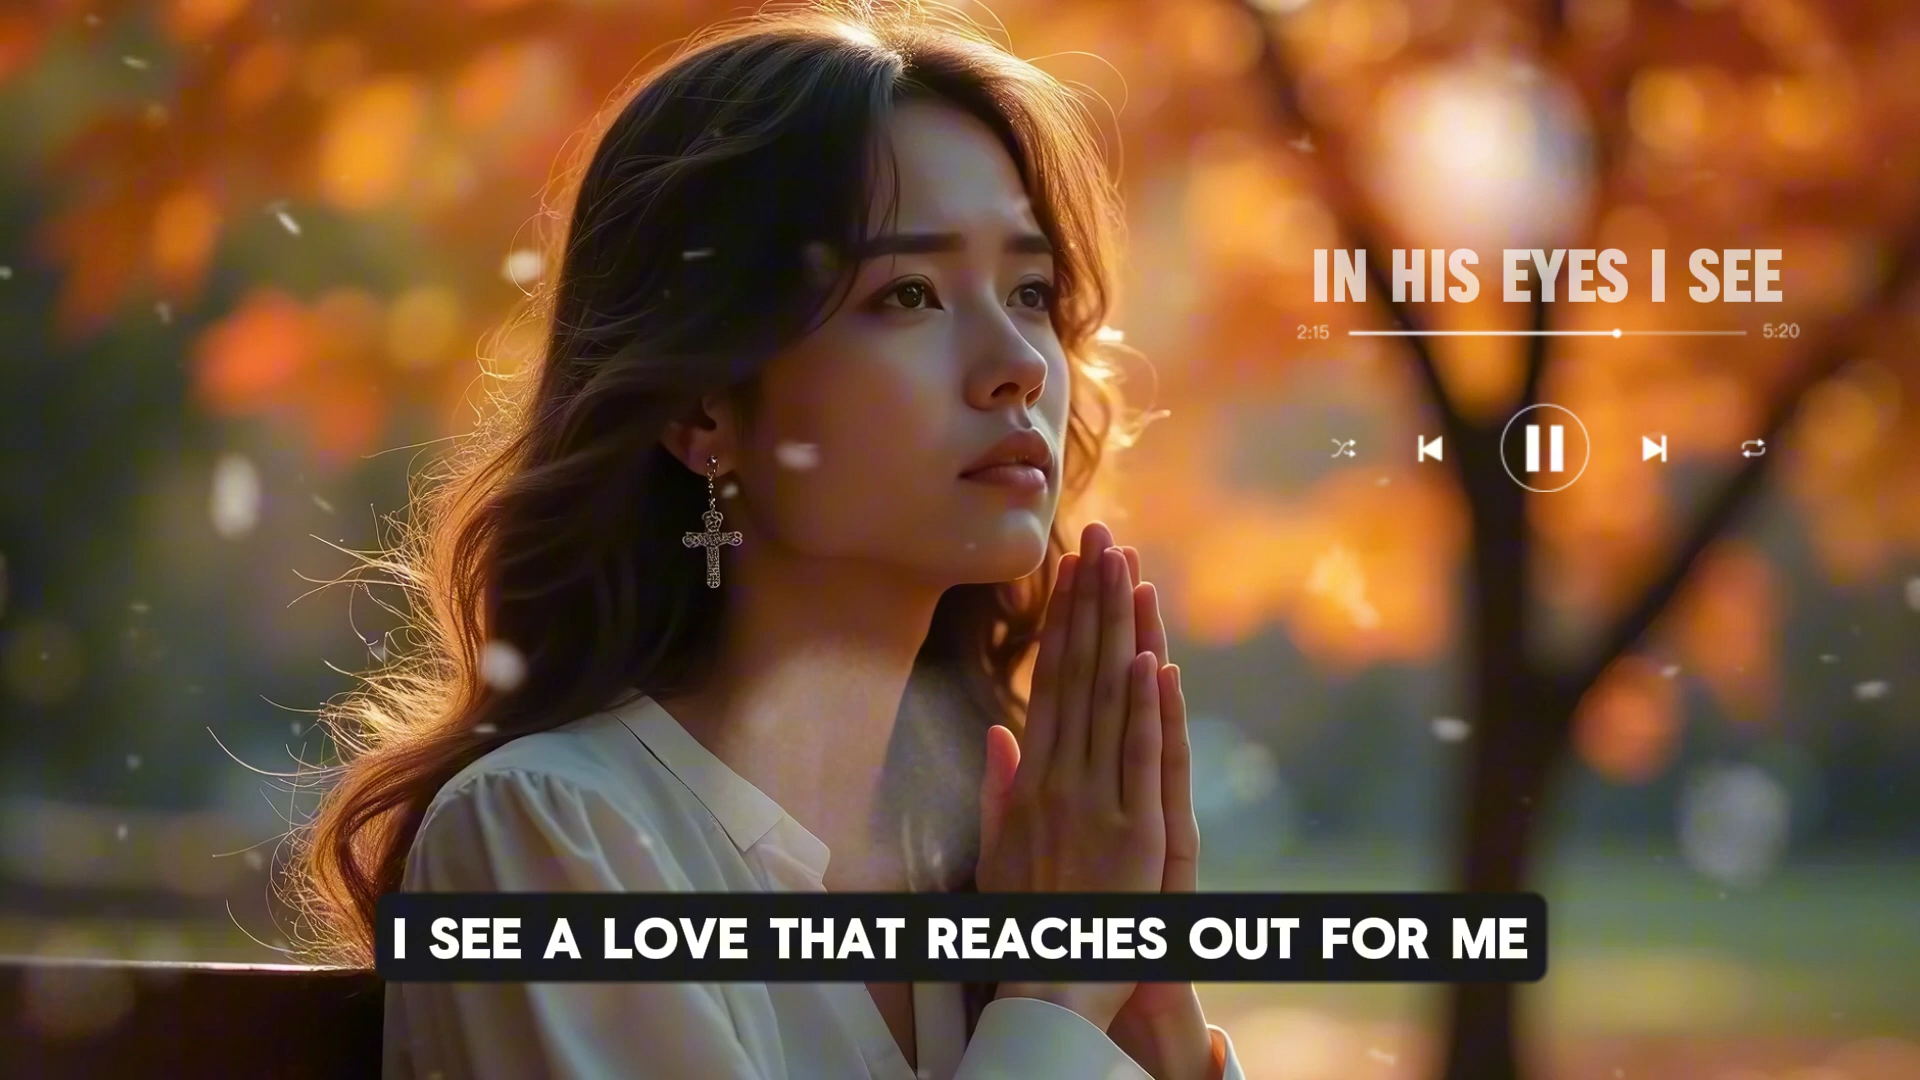 IN HIS EYES I SEE
2:15 5:20
I SEE A LOVE THAT REACHES OUT FOR ME